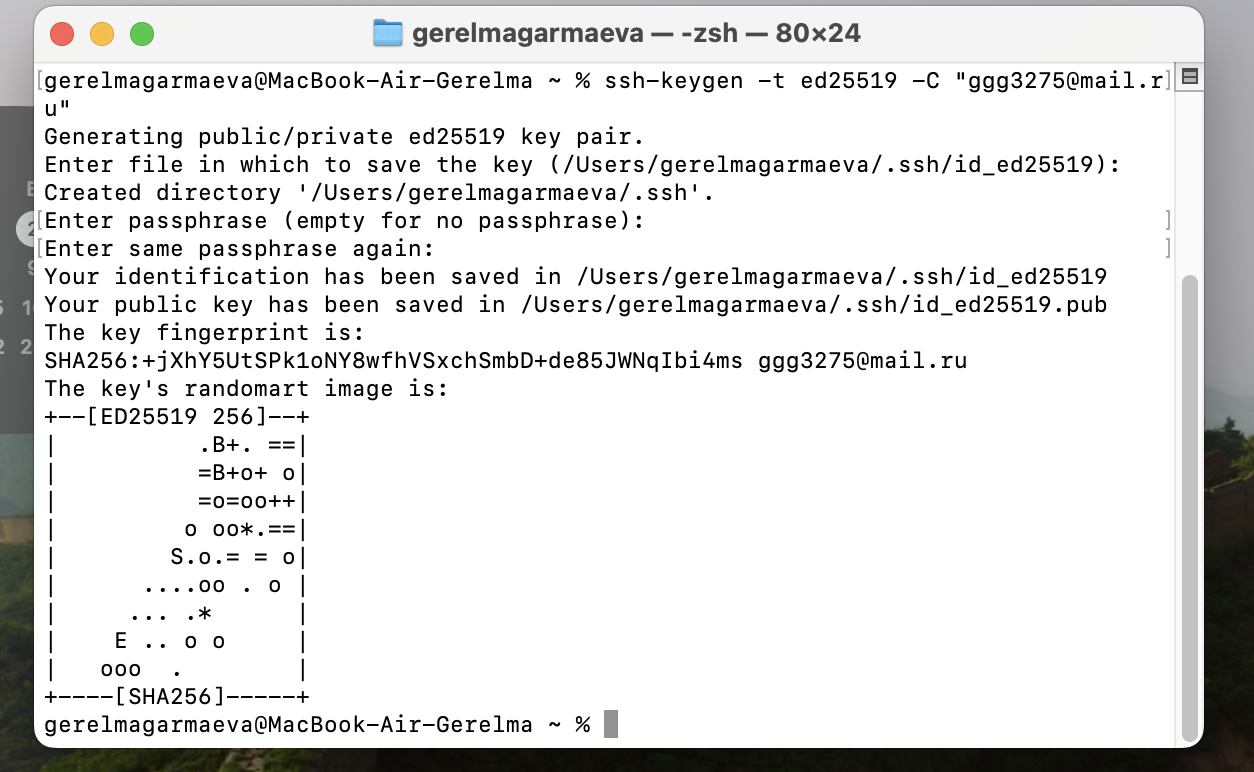 gerelmagarmaeva — -zsh — 80×24
[gerelmagarmaeva@MacBook-Air-Gerelma ~ % ssh-keygen -t ed25519 -C "ggg3275@mail.r]
u"
Generating public/private ed25519 key pair.
Enter file in which to save the key (/Users/gerelmagarmaeva/.ssh/id_ed25519):
Created directory '/Users/gerelmagarmaeva/.ssh'.
[Enter passphrase (empty for no passphrase): ]
[Enter same passphrase again: ]
Your identification has been saved in /Users/gerelmagarmaeva/.ssh/id_ed25519
Your public key has been saved in /Users/gerelmagarmaeva/.ssh/id_ed25519.pub
The key fingerprint is:
SHA256:+jXhY5UtSPk1oNY8wfhVSxchSmbD+de85JWNqIbi4ms ggg3275@mail.ru
The key's randomart image is:
+--[ED25519 256]--+
|          .B+. ==|
|          =B+o+ o|
|          =o=oo++|
|         o oo*.==|
|        S.o.= = o|
|      ....oo . o |
|     ... .*      |
|    E .. o o     |
|   ooo  .        |
+----[SHA256]-----+
gerelmagarmaeva@MacBook-Air-Gerelma ~ %